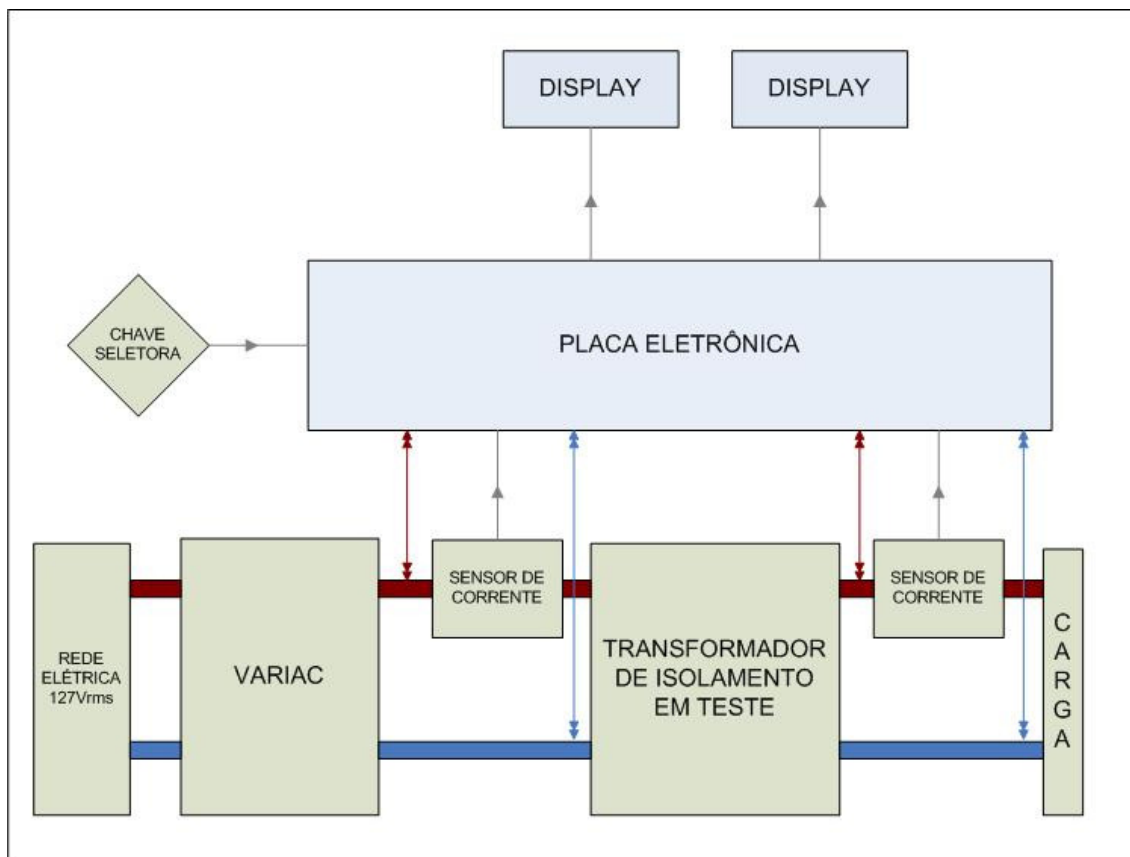 DISPLAY
DISPLAY
CHAVE
SELETORA
PLACA ELETRÔNICA
REDE
ELÉTRICA
127Vrms
VARIAC
SENSOR DE
CORRENTE
TRANSFORMADOR
DE ISOLAMENTO
EM TESTE
SENSOR DE
CORRENTE
C
A
R
G
A